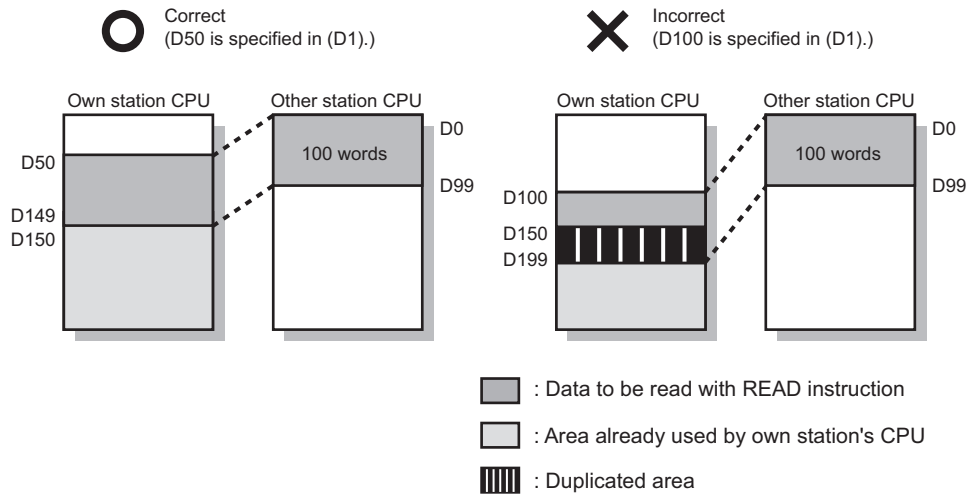 Correct
(D50 is specified in (D1).)
Incorrect
(D100 is specified in (D1).)
Own station CPU
Other station CPU
D50
D149
D150
100 words
D0
D99
Own station CPU
Other station CPU
D100
D150
D199
100 words
D0
D99
: Data to be read with READ instruction
: Area already used by own station's CPU
: Duplicated area